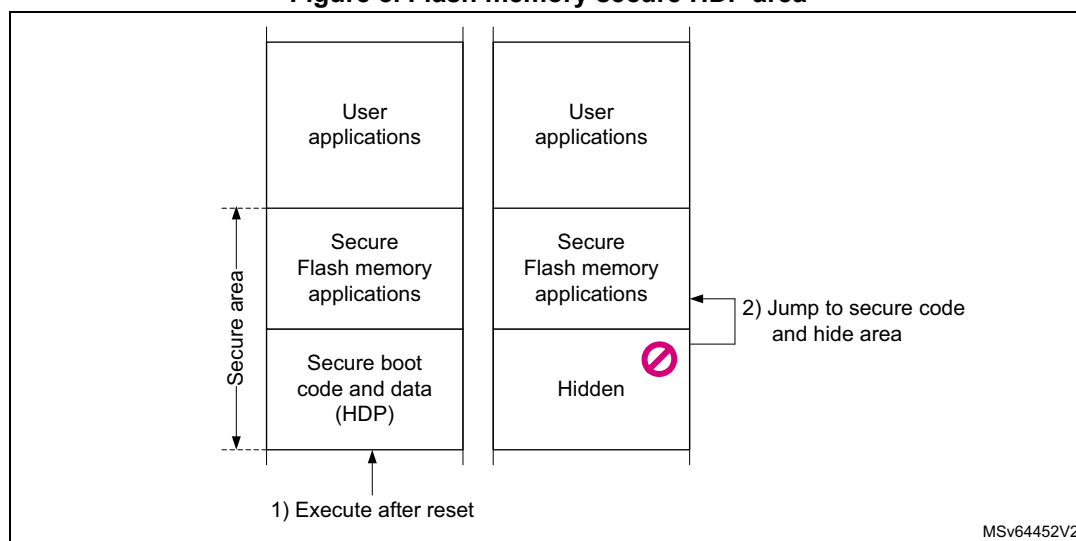 Figure Flash memory secure HDP area
User
applications
User
applications
Secure area
Secure
Flash memory
applications
Secure
Flash memory
applications
2) Jump to secure code
and hide area
Secure boot
code and data
(HDP)
Hidden
1) Execute after reset
MSv64452V2